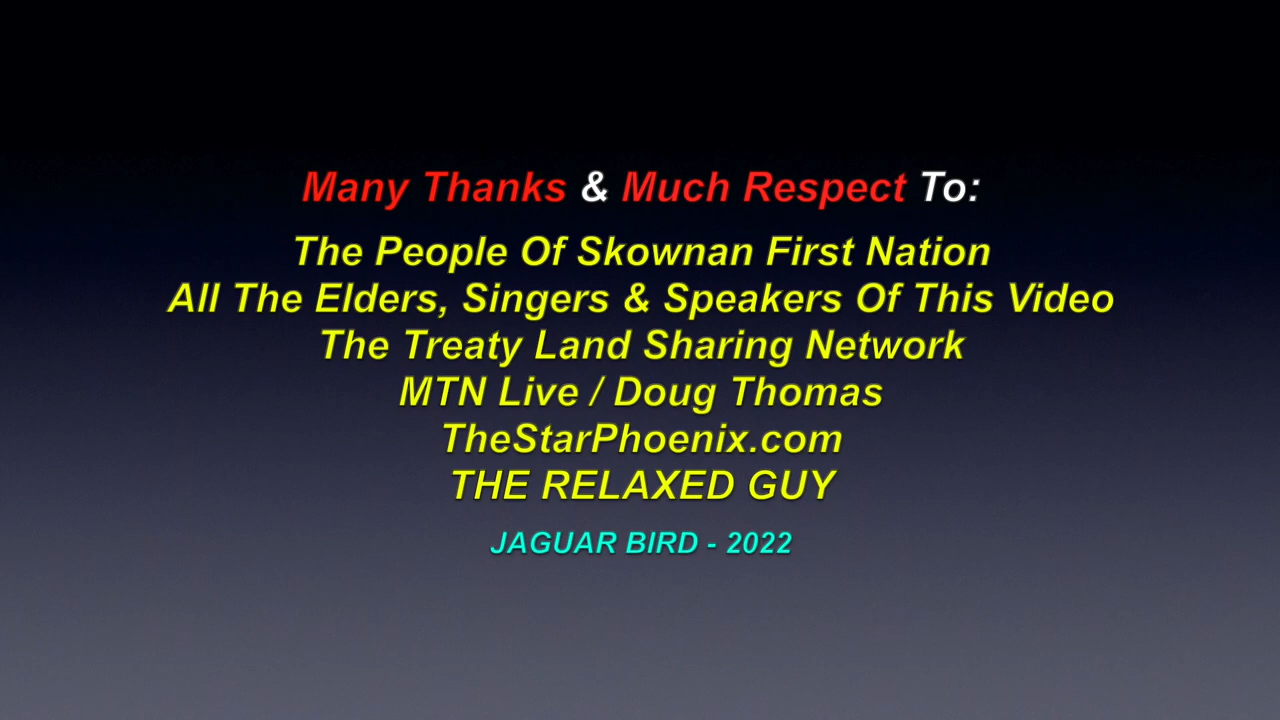 Many Thanks & Much Respect To:
The People Of Skownan First Nation
All The Elders, Singers & Speakers Of This Video
The Treaty Land Sharing Network
MTN Live / Doug Thomas
TheStarPhoenix.com
THE RELAXED GUY
JAGUAR BIRD - 2022